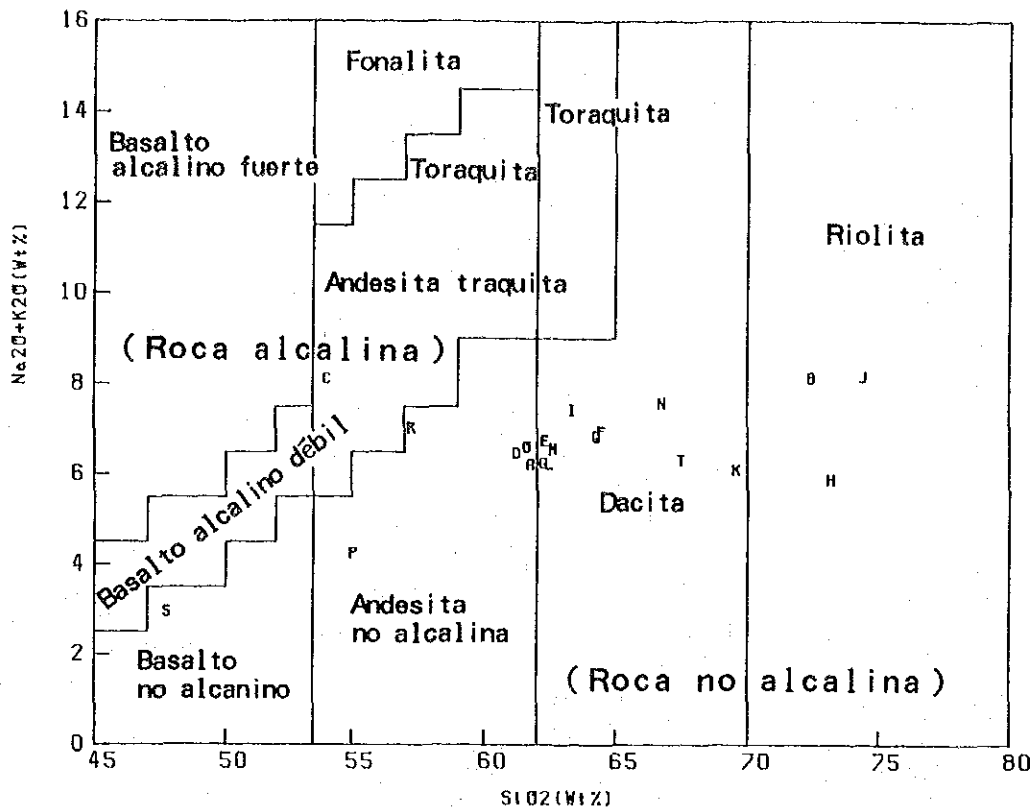 16
Fonalita
14
Toraquita
Basalto
alcalino fuerte
Toraquita
12
Riolita
Andesita traquita
10
Na2O+K2O(Wt%)
(Roca alcalina)
8
C
I
N
J
R
F
D
E
M
6
T
K
H
Basalto alcalino débil
Dacita
4
P
S
Andesita
no alcalina
2
Basalto
no alcanino
(Roca no alcalina)
0
45
50
55
60
65
70
75
80
SiO2(Wt%)